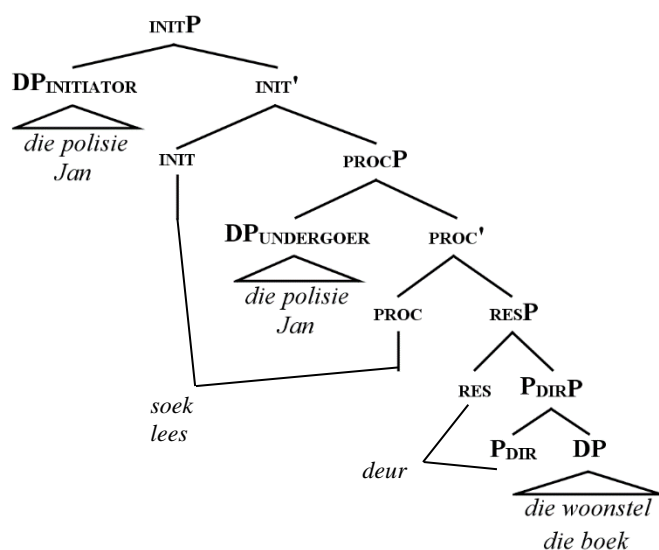 INITP
DPINITIATOR INIT'
die polisie
Jan
INIT PROCP
DPUNDERGOER PROC'
die polisie
Jan
PROC RESP
soek
lees
RES PDIRP
deur
PDIR DP
die woonstel
die boek